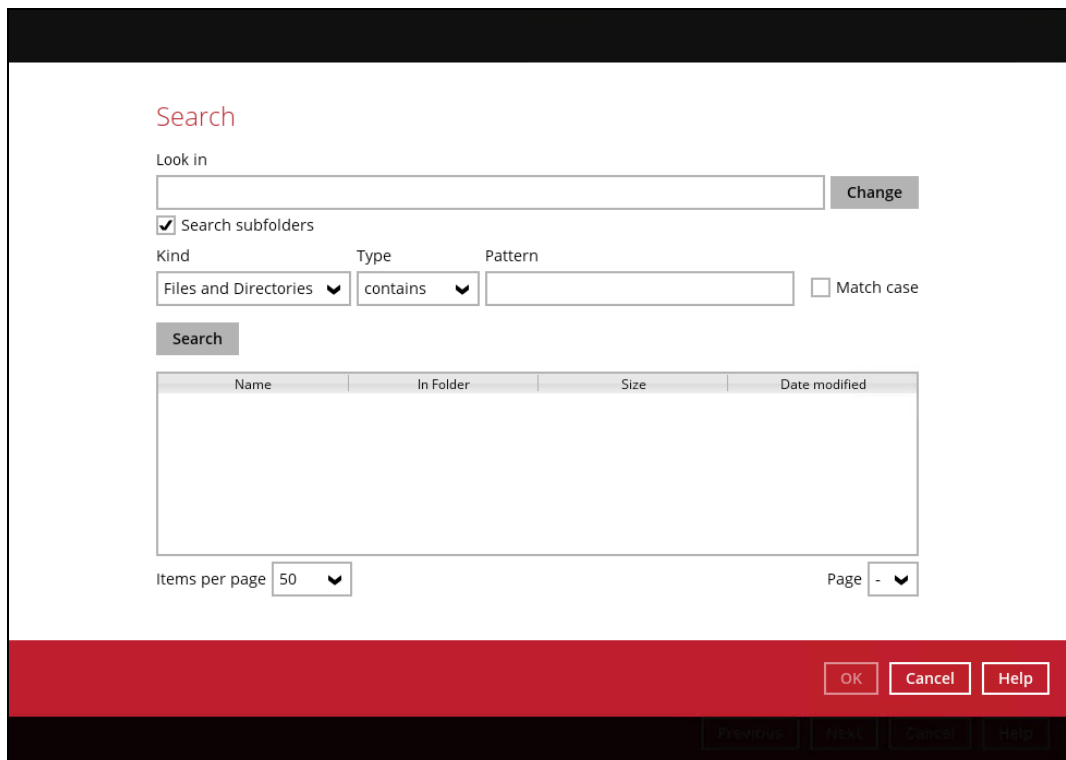 Search
Look in
Change
Search subfolders
Kind Type Pattern
Files and Directories contains Match case
Search
Name In Folder Size Date modified
Items per page 50 Page -
OK Cancel Help
Previous Next Cancel Help